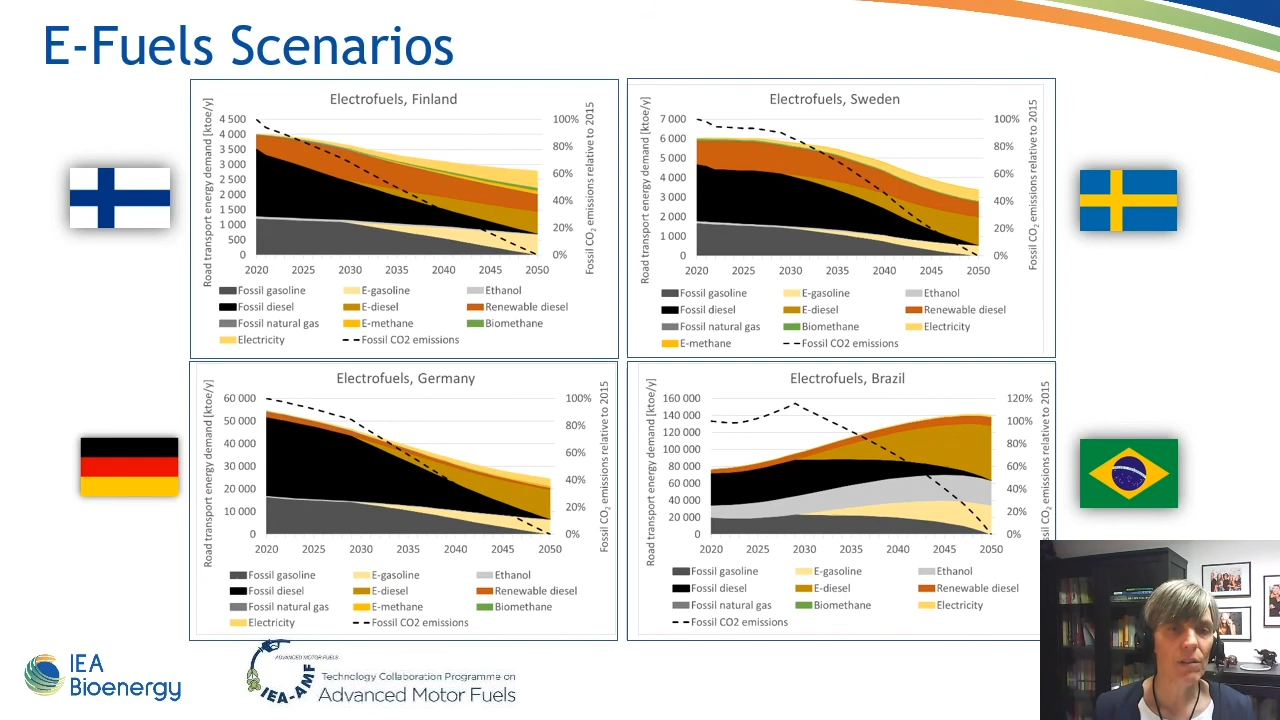 E-Fuels Scenarios
Electrofuels, Finland
Road transport energy demand [ktoe/y]
4 500
4 000
3 500
3 000
2 500
2 000
1 500
1 000
500
0
100%
80%
60%
40%
20%
0%
Fossil CO2 emissions relative to 2015
2020 2025 2030 2035 2040 2045 2050
Fossil gasoline E-gasoline Ethanol
Fossil diesel E-diesel Renewable diesel
Fossil natural gas E-methane Biomethane
Electricity Fossil CO2 emissions
Electrofuels, Sweden
Road transport energy demand [ktoe/y]
7 000
6 000
5 000
4 000
3 000
2 000
1 000
0
100%
80%
60%
40%
20%
0%
Fossil CO2 emissions relative to 2015
2020 2025 2030 2035 2040 2045 2050
Fossil gasoline E-gasoline Ethanol
Fossil diesel E-diesel Renewable diesel
Fossil natural gas Biomethane Electricity
E-methane Fossil CO2 emissions
Electrofuels, Germany
Road transport energy demand [ktoe/y]
60 000
50 000
40 000
30 000
20 000
10 000
0
100%
80%
60%
40%
20%
0%
Fossil CO2 emissions relative to 2015
2020 2025 2030 2035 2040 2045 2050
Fossil gasoline E-gasoline Ethanol
Fossil diesel E-diesel Renewable diesel
Fossil natural gas E-methane Biomethane
Electricity Fossil CO2 emissions
Electrofuels, Brazil
Road transport energy demand [ktoe/y]
160 000
140 000
120 000
100 000
80 000
60 000
40 000
20 000
0
120%
100%
80%
60%
40%
20%
0%
Fossil CO2 emissions relative to 2015
2020 2025 2030 2035 2040 2045 2050
Fossil gasoline E-gasoline Ethanol
Fossil diesel E-diesel Renewable diesel
Fossil natural gas Biomethane Electricity
Fossil CO2 emissions
IEA
Bioenergy
ADVANCED MOTOR FUELS
IEA-AMF
Technology Collaboration Programme on
Advanced Motor Fuels